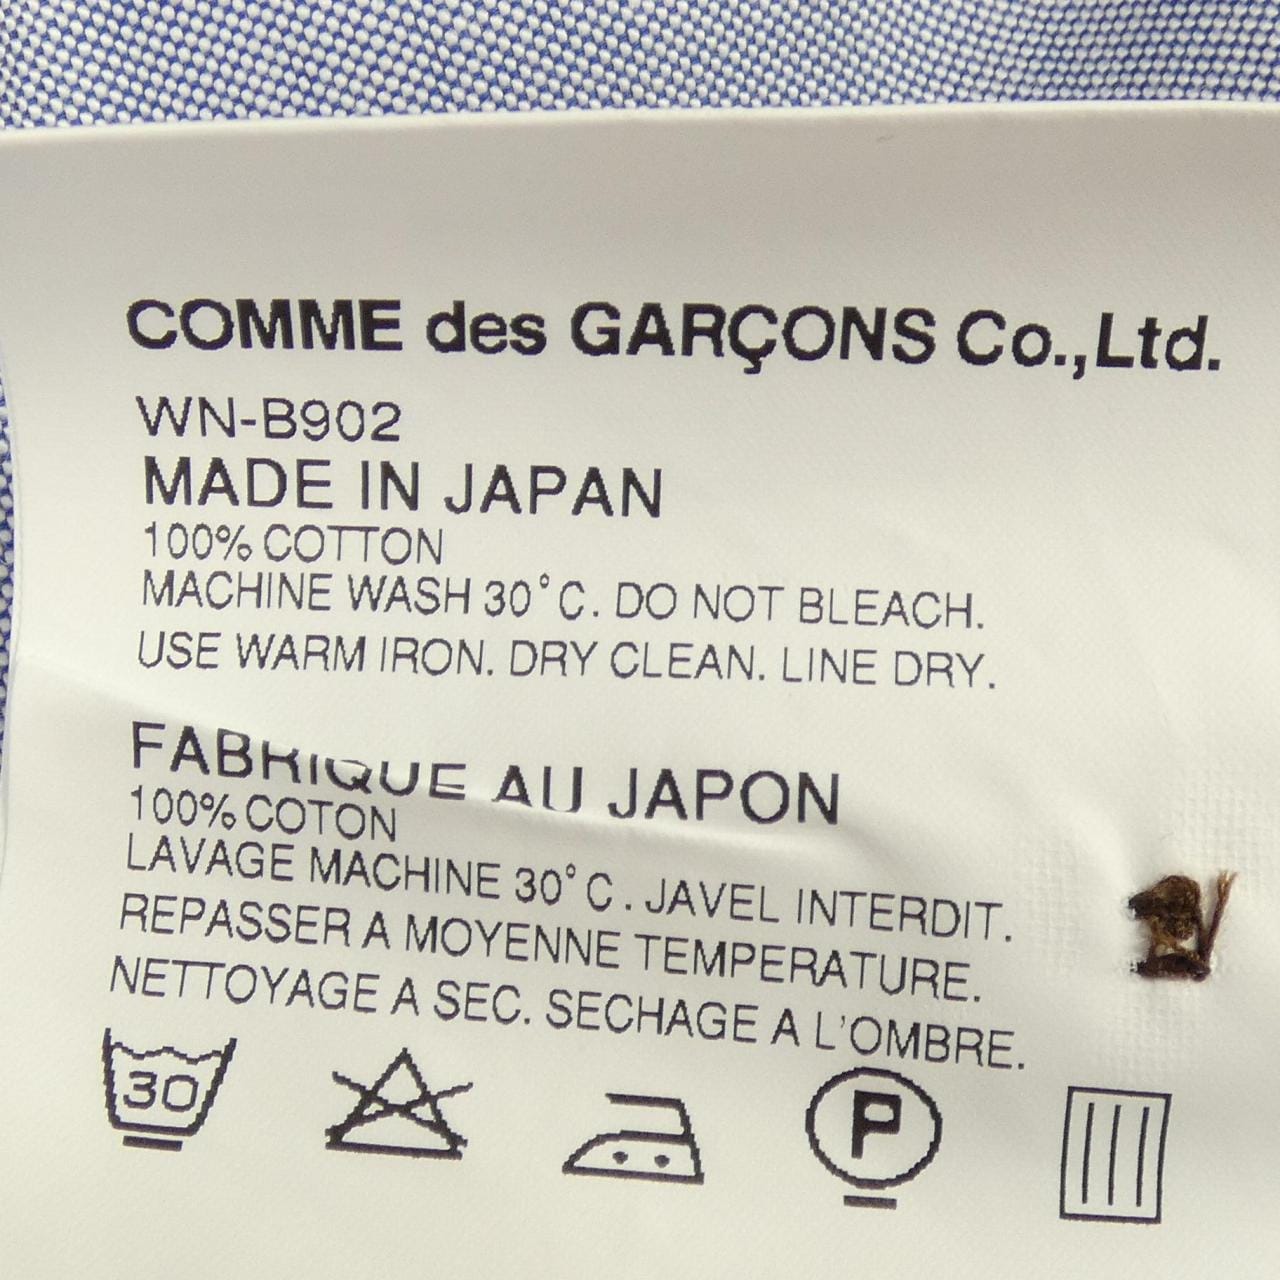 COMME des GARÇONS Co.,Ltd.
WN-B902
MADE IN JAPAN
100% COTTON
MACHINE WASH 30°C. DO NOT BLEACH.
USE WARM IRON. DRY CLEAN. LINE DRY.
FABRIQUE AU JAPON
100% COTON
LAVAGE MACHINE 30°C. JAVEL INTERDIT.
REPASSER A MOYENNE TEMPERATURE.
NETTOYAGE A SEC. SECHAGE A L'OMBRE.
30 P